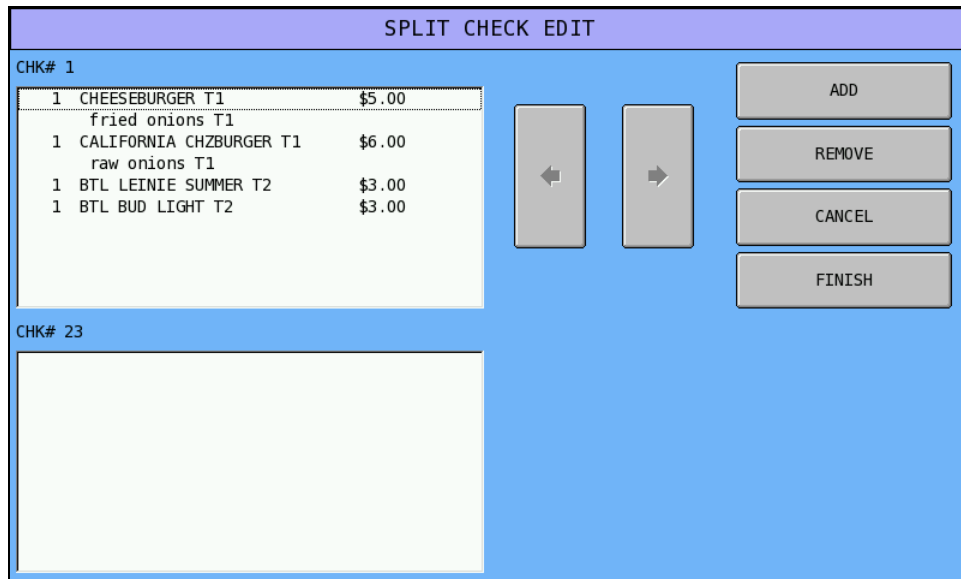 SPLIT CHECK EDIT
CHK# 1
1 CHEESEBURGER T1 $5.00
fried onions T1
1 CALIFORNIA CHZBURGER T1 $6.00
raw onions T1
1 BTL LEINIE SUMMER T2 $3.00
1 BTL BUD LIGHT T2 $3.00
ADD
REMOVE
CANCEL
FINISH
CHK# 23